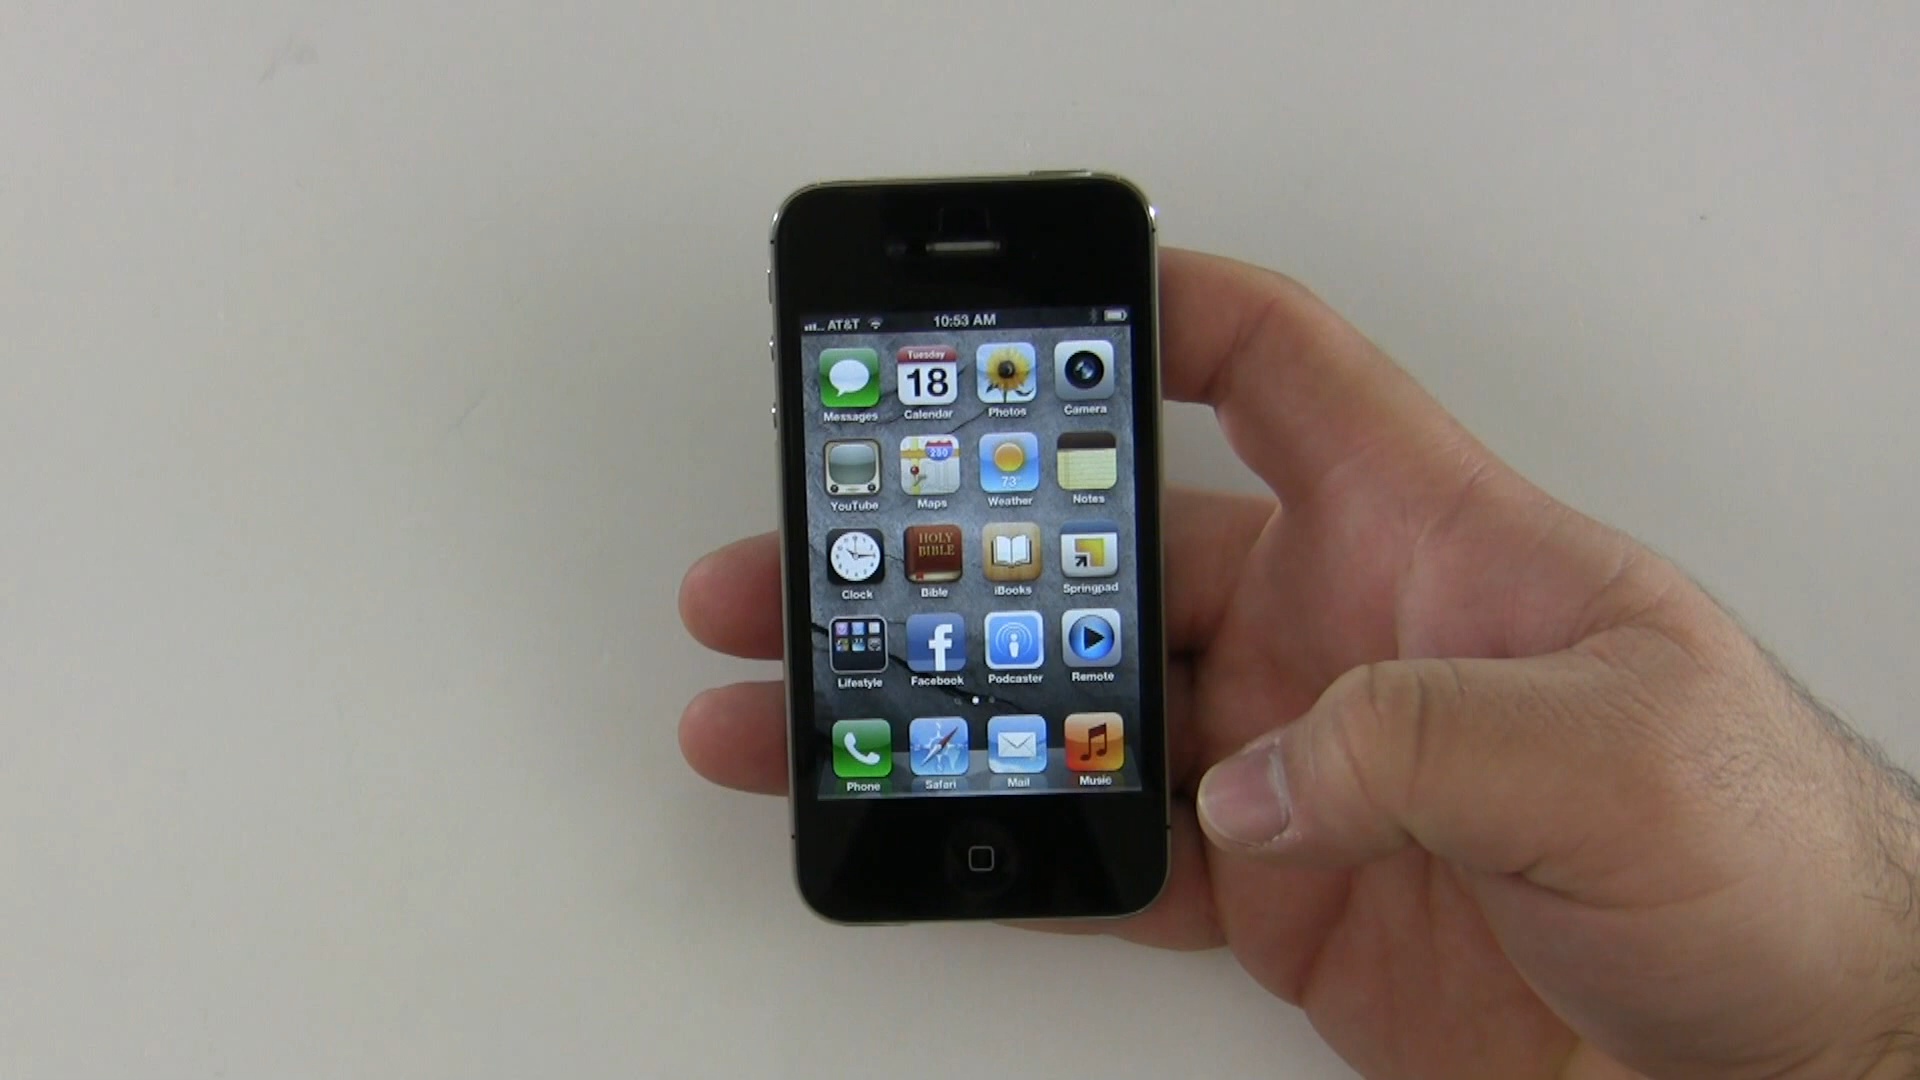 AT&T 10:53 AM
Tuesday
18
Messages Calendar Photos Camera
280
73°
YouTube Maps Weather Notes
HOLY
BIBLE
Clock Bible iBooks Springpad
f
Lifestyle Facebook Podcaster Remote
Phone Safari Mail Music